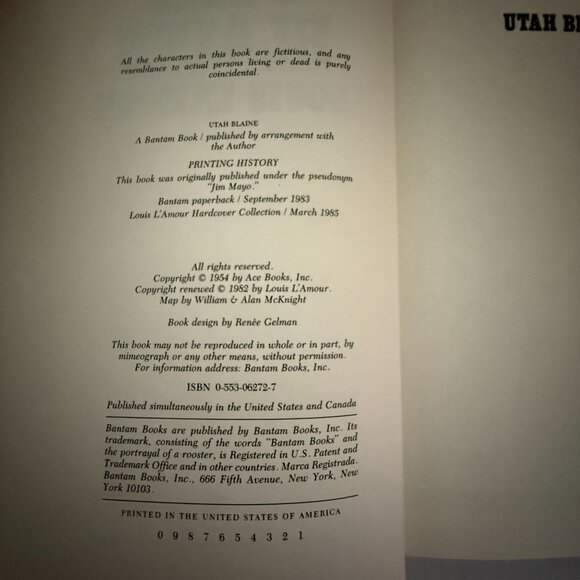 All the characters in this book are fictitious, and any
resemblance to actual persons living or dead is purely
coincidental.
UTAH BLAINE
A Bantam Book / published by arrangement with
the Author
PRINTING HISTORY
This book was originally published under the pseudonym
"Jim Mayo."
Bantam paperback / September 1983
Louis L'Amour Hardcover Collection / March 1985
All rights reserved.
Copyright © 1954 by Ace Books, Inc.
Copyright renewed © 1982 by Louis L'Amour.
Map by William & Alan McKnight
Book design by Renée Gelman
This book may not be reproduced in whole or in part, by
mimeograph or any other means, without permission.
For information address: Bantam Books, Inc.
ISBN 0-553-06272-7
Published simultaneously in the United States and Canada
Bantam Books are published by Bantam Books, Inc. Its
trademark, consisting of the words "Bantam Books" and
the portrayal of a rooster, is Registered in U.S. Patent and
Trademark Office and in other countries. Marca Registrada.
Bantam Books, Inc., 666 Fifth Avenue, New York, New
York 10103.
PRINTED IN THE UNITED STATES OF AMERICA
0 9 8 7 6 5 4 3 2 1
UTAH